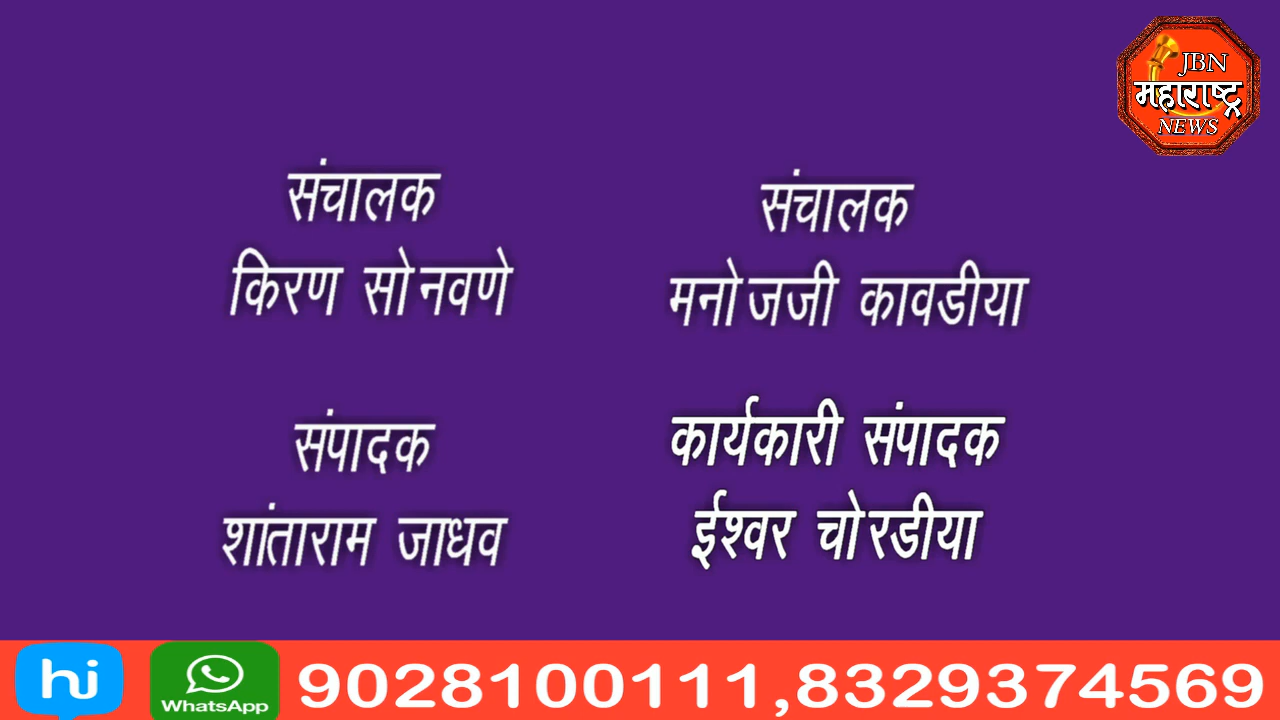 JBN
महाराष्ट्र
NEWS
संचालक
किरण सोनवणे
संचालक
मनोजजी कावडीया
संपादक
शांताराम जाधव
कार्यकारी संपादक
ईश्वर चोरडीया
hi
WhatsApp
9028100111,8329374569